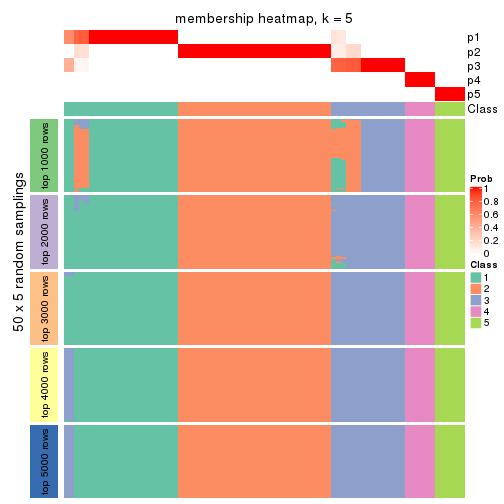 membership heatmap, k = 5
p1
p2
p3
p4
p5
Class
50 x 5 random samplings
top 1000 rows
top 2000 rows
top 3000 rows
top 4000 rows
top 5000 rows
Prob
1
0.8
0.6
0.4
0.2
0
Class
1
2
3
4
5